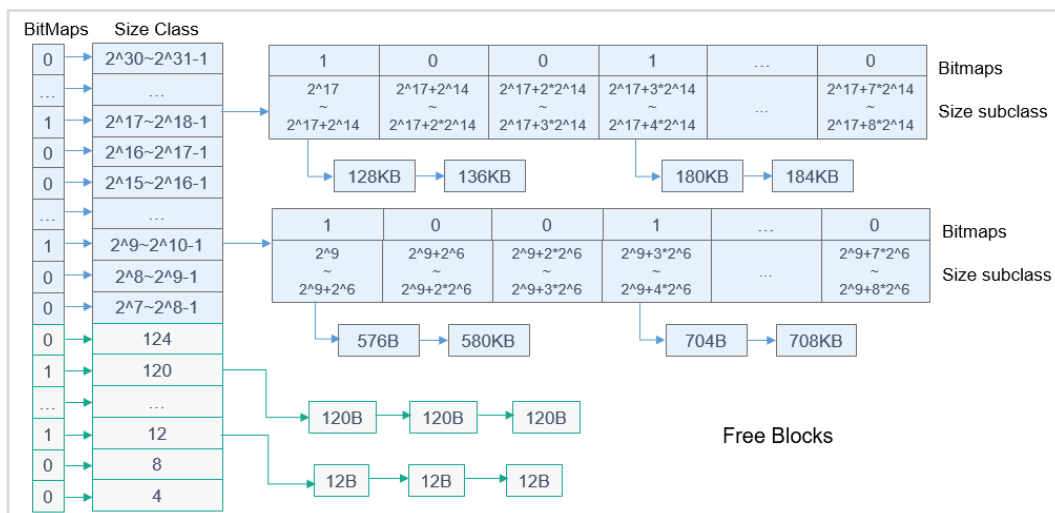 BitMaps Size Class
0 2^30~2^31-1
... ...
1 2^17~2^18-1
0 2^16~2^17-1
0 2^15~2^16-1
... ...
1 2^9~2^10-1
0 2^8~2^9-1
0 2^7~2^8-1
0 124
1 120
... ...
1 12
0 8
0 4
1 0 0 1 ... 0 Bitmaps
2^17 2^17+2^14 2^17+2*2^14 2^17+3*2^14 2^17+7*2^14
~ ~ ~ ~ ... ~ Size subclass
2^17+2^14 2^17+2*2^14 2^17+3*2^14 2^17+4*2^14 2^17+8*2^14
128KB 136KB 180KB 184KB
1 0 0 1 ... 0 Bitmaps
2^9 2^9+2^6 2^9+2*2^6 2^9+3*2^6 2^9+7*2^6
~ ~ ~ ~ ... ~ Size subclass
2^9+2^6 2^9+2*2^6 2^9+3*2^6 2^9+4*2^6 2^9+8*2^6
576B 580KB 704B 708KB
120B 120B 120B
Free Blocks
12B 12B 12B